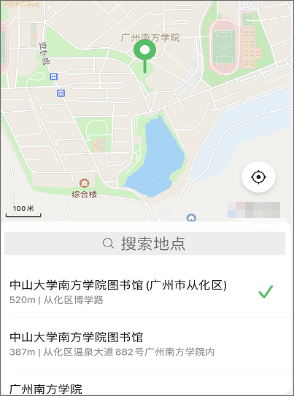 广州南方学院
博学路
综合楼
100米
搜索地点
中山大学南方学院图书馆(广州市从化区)
520m | 从化区博学路
中山大学南方学院图书馆
387m | 从化区温泉大道882号广州南方学院内
广州南方学院